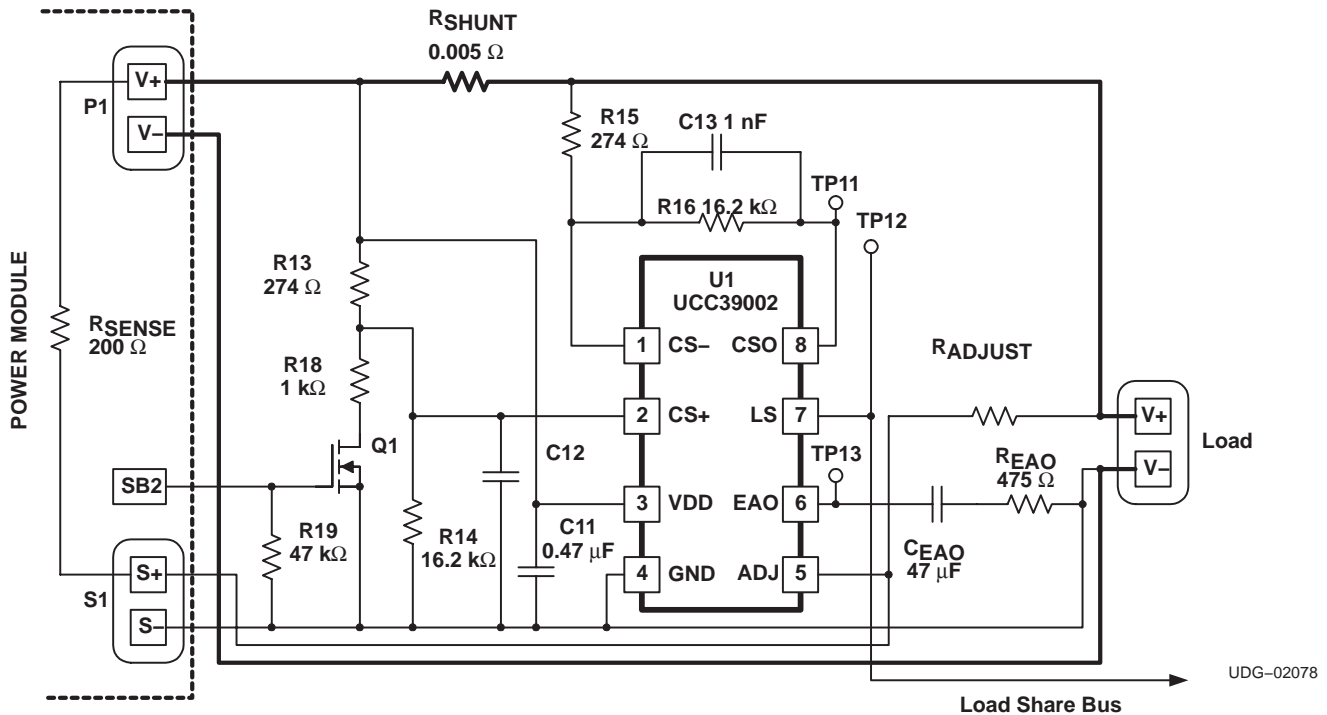 RSHUNT
0.005 Ω
V+
P1
V–
R15
274 Ω
C13 1 nF
TP11
R16 16.2 kΩ
TP12
POWER MODULE
R13
274 Ω
U1
UCC39002
RSENSE
200 Ω
R18
1 kΩ
1 CS– CSO 8
RADJUST
2 CS+ LS 7
Q1
C12
TP13
V+
Load
V–
REAO
475 Ω
SB2
3 VDD EAO 6
R19
47 kΩ
R14
16.2 kΩ
C11
0.47 μF
CEAO
47 μF
S+
4 GND ADJ 5
S1
S–
UDG–02078
Load Share Bus